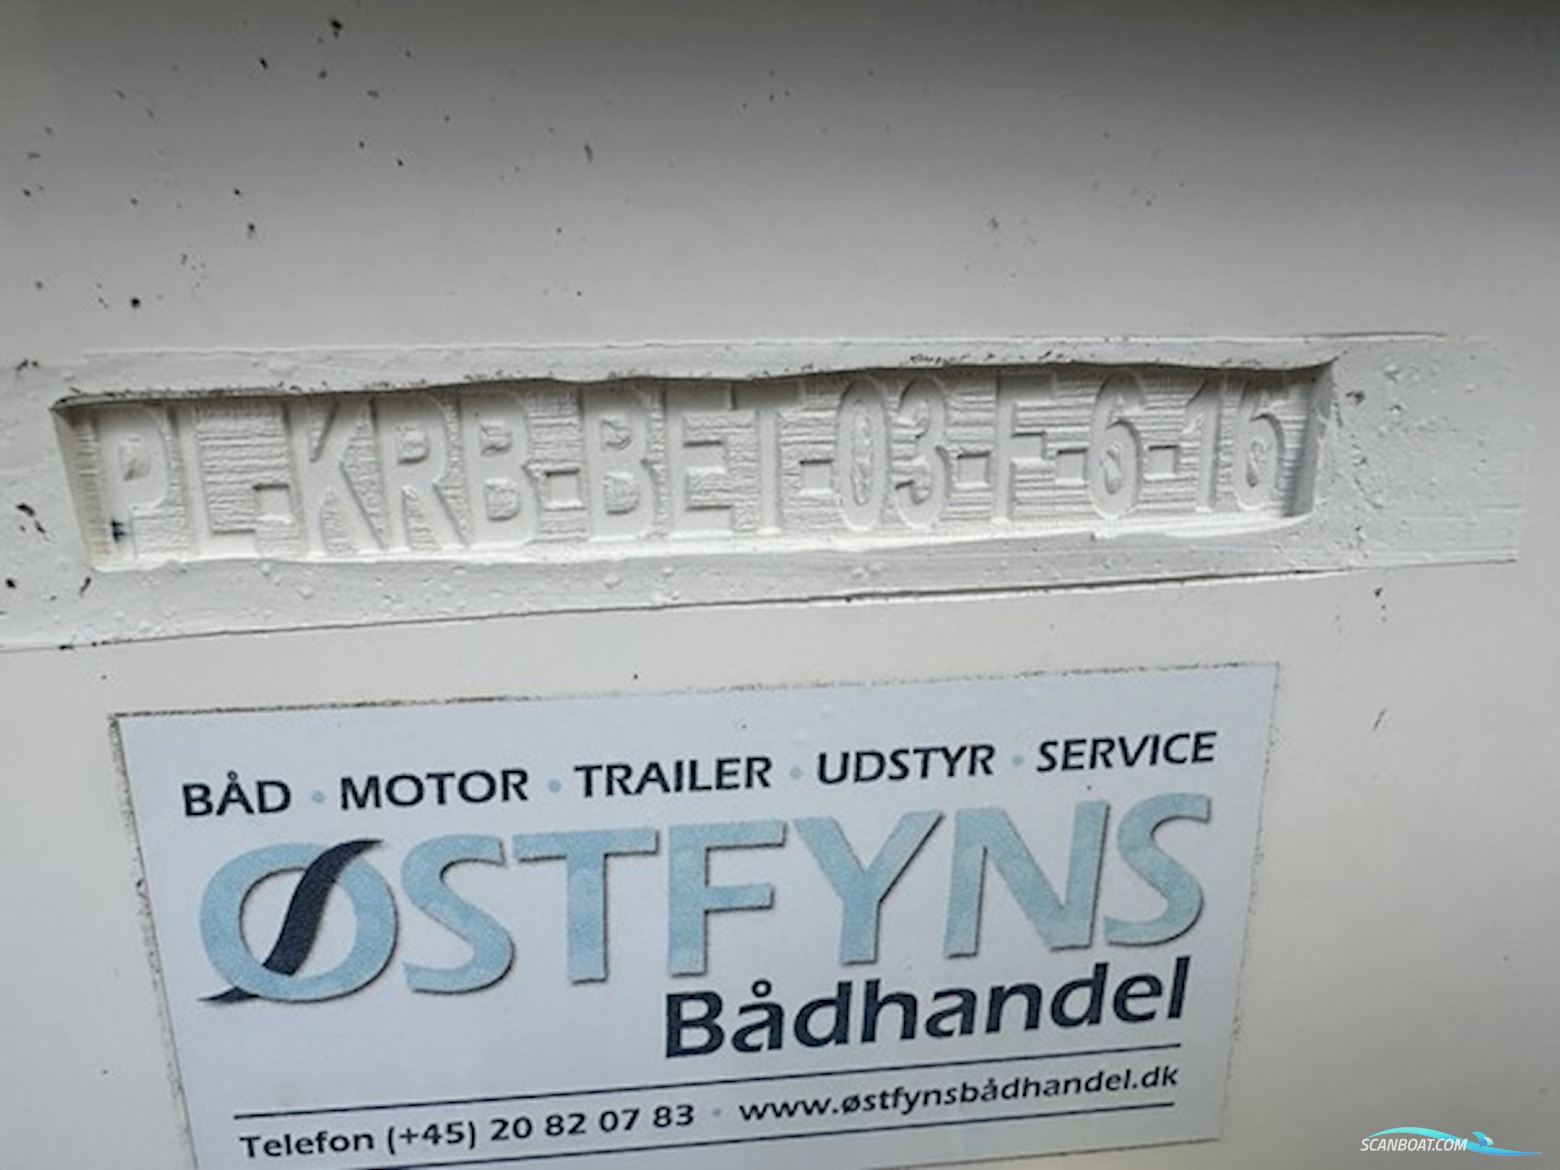 PL-KRB-BET-03-F-6-16
BÅD • MOTOR • TRAILER • UDSTYR • SERVICE
ØSTFYNS
Bådhandel
Telefon (+45) 20 82 07 83 • www.østfynsbådhandel.dk
SCANBOAT.COM